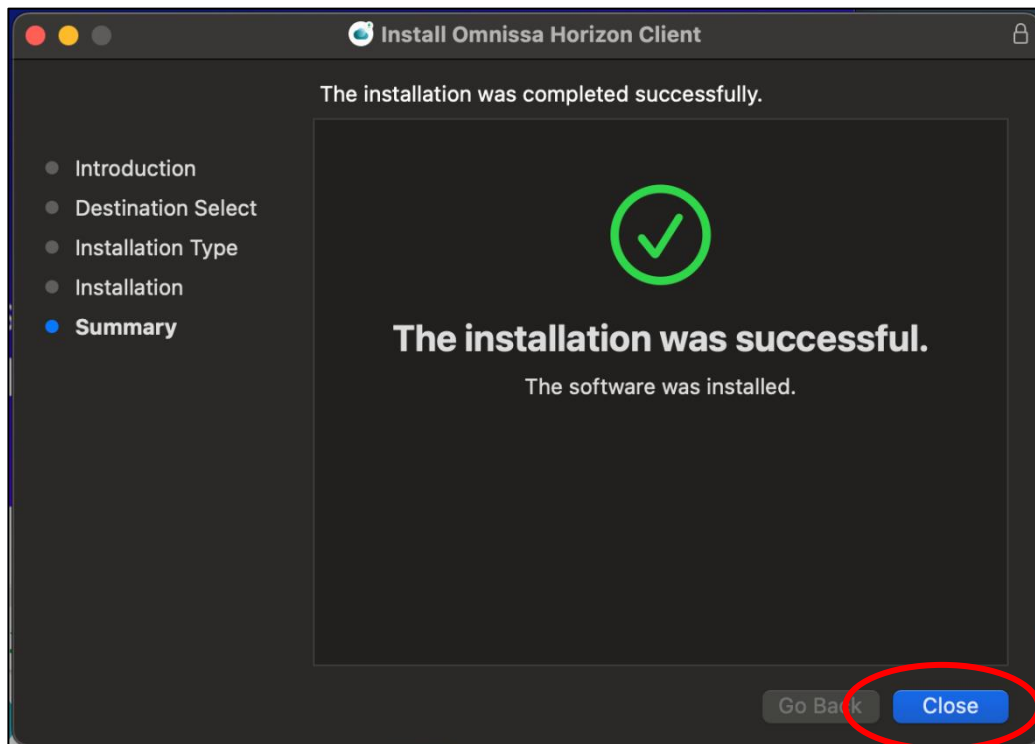 Install Omnissa Horizon Client
The installation was completed successfully.
Introduction
Destination Select
Installation Type
Installation
Summary
The installation was successful.
The software was installed.
Go Back
Close